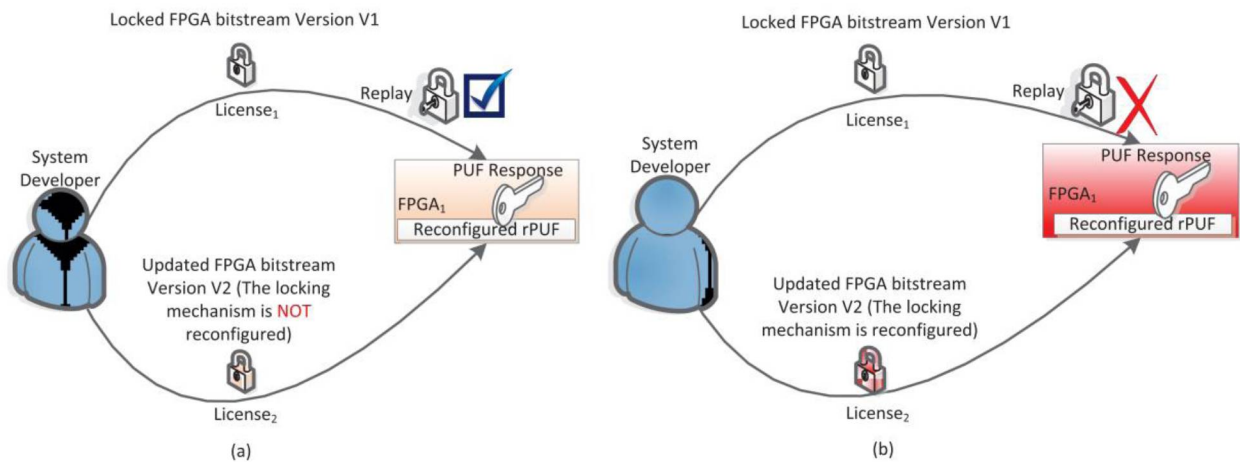 Locked FPGA bitstream Version V1
Replay
License₁
System
Developer
PUF Response
FPGA₁
Reconfigured rPUF
Updated FPGA bitstream
Version V2 (The locking
mechanism is NOT
reconfigured)
License₂
(a)
Locked FPGA bitstream Version V1
Replay
License₁
System
Developer
PUF Response
FPGA₁
Reconfigured rPUF
Updated FPGA bitstream
Version V2 (The locking
mechanism is reconfigured)
License₂
(b)